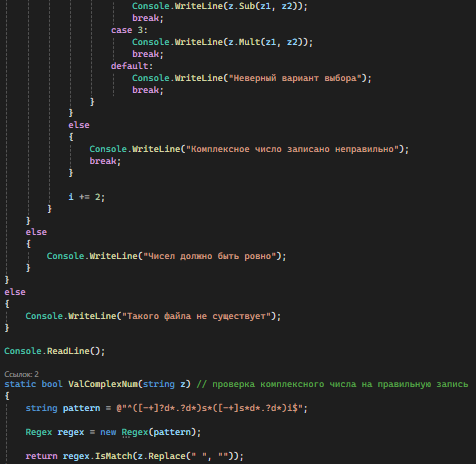 Console.WriteLine(z.Sub(z1, z2));
break;
case 3:
Console.WriteLine(z.Mult(z1, z2));
break;
default:
Console.WriteLine("Неверный вариант выбора");
break;
}
}
else
{
Console.WriteLine("Комплексное число записано неправильно");
break;
}
i += 2;
}
}
else
{
Console.WriteLine("Чисел должно быть ровно");
}
}
else
{
Console.WriteLine("Такого файла не существует");
}
Console.ReadLine();
Ссылок: 2
static bool ValComplexNum(string z) // проверка комплексного числа на правильную запись
{
string pattern = @"^([-+]?d*.?d*)s*([-+]s*d*.?d*)i$";
Regex regex = new Regex(pattern);
return regex.IsMatch(z.Replace(" ", ""));